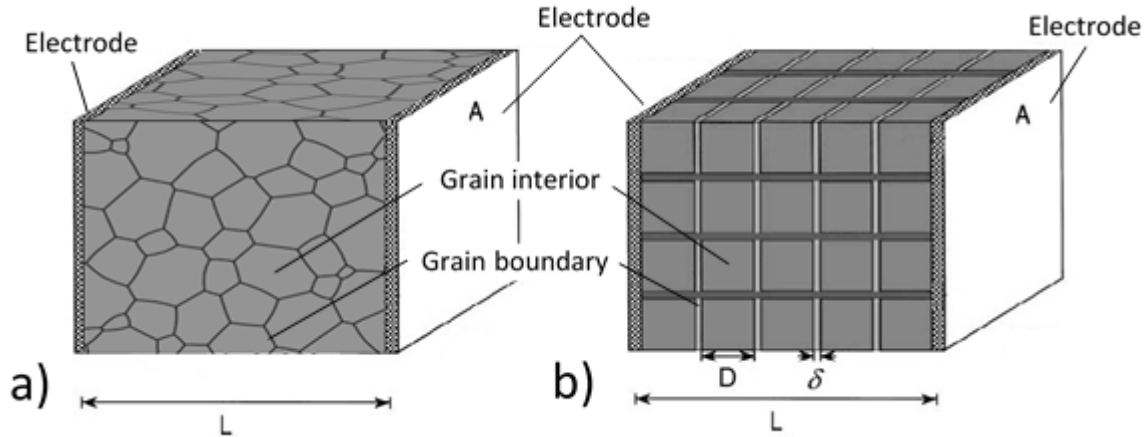 Electrode
Electrode
Electrode
A
A
Grain interior
Grain boundary
D
δ
a)
b)
L
L